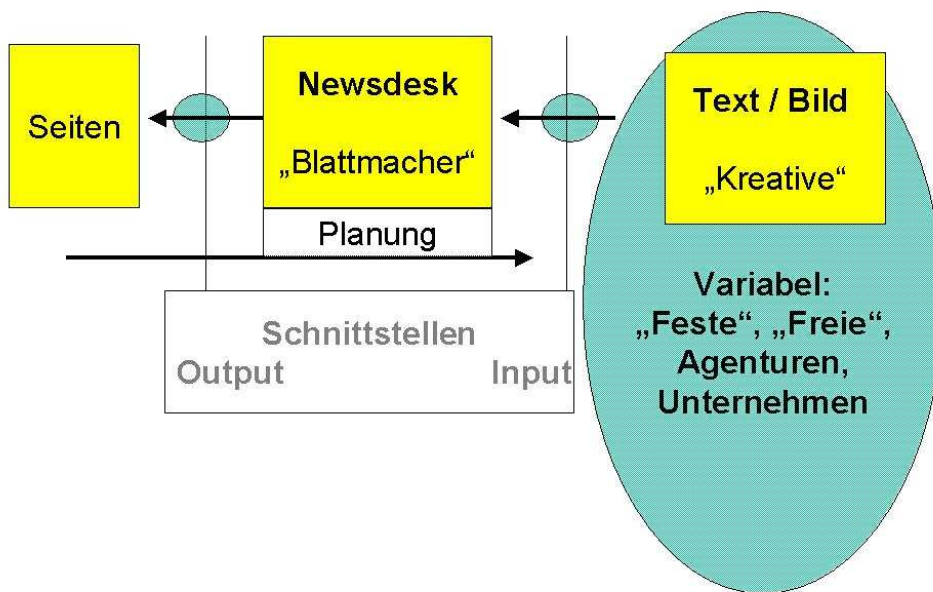 Seiten
Newsdesk
„Blattmacher“
Planung
Text / Bild
„Kreative“
Schnittstellen
Output Input
Variabel:
„Feste“, „Freie“,
Agenturen,
Unternehmen